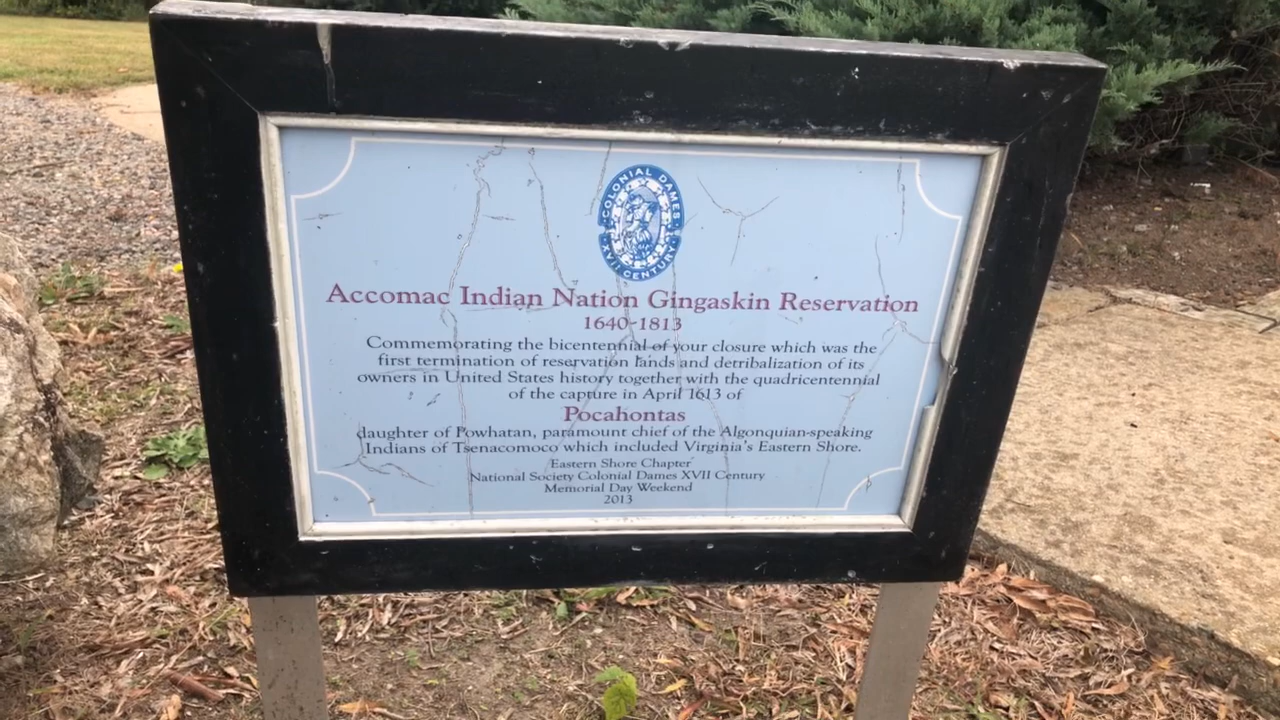 COLONIAL DAMES
XVII CENTURY
Accomac Indian Nation Gingaskin Reservation
1640-1813
Commemorating the bicentennial of your closure which was the
first termination of reservation lands and detribalization of its
owners in United States history together with the quadricentennial
of the capture in April 1613 of
Pocahontas
daughter of Powhatan, paramount chief of the Algonquian-speaking
Indians of Tsenacomoco which included Virginia's Eastern Shore.
Eastern Shore Chapter
National Society Colonial Dames XVII Century
Memorial Day Weekend
2013